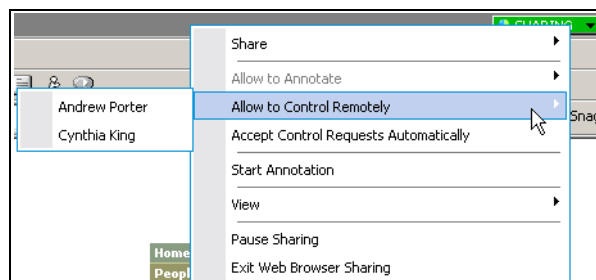 SHARING
Share
Allow to Annotate
Allow to Control Remotely
Andrew Porter
Cynthia King
Accept Control Requests Automatically
Start Annotation
View
Pause Sharing
Exit Web Browser Sharing
Home